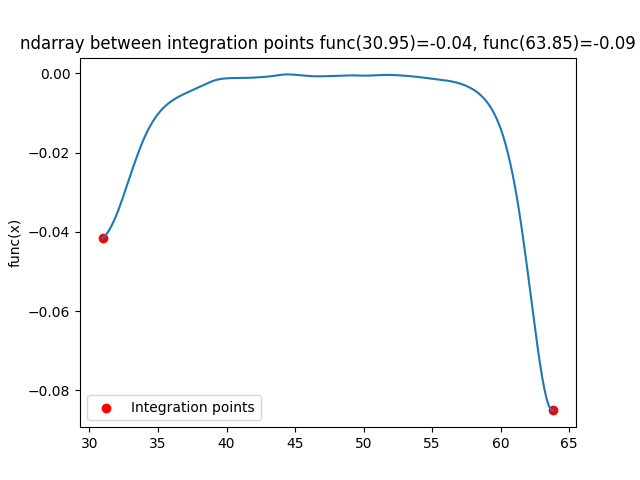 ndarray between integration points func(30.95)=-0.04, func(63.85)=-0.09
0.00
−0.02
−0.04
−0.06
−0.08
func(x)
Integration points
30 35 40 45 50 55 60 65